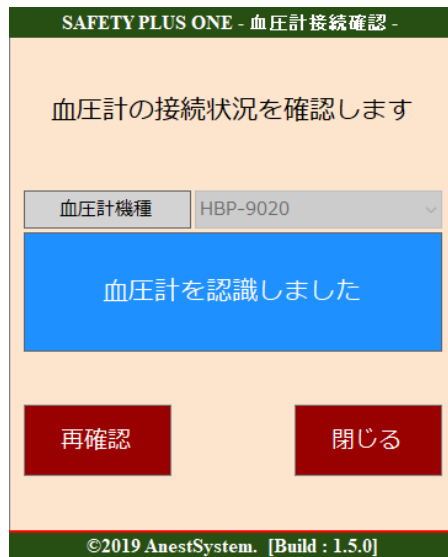 SAFETY PLUS ONE - 血圧計接続確認 -
血圧計の接続状況を確認します
血圧計機種 HBP-9020
血圧計を認識しました
再確認 閉じる
©2019 AnestSystem. [Build : 1.5.0]